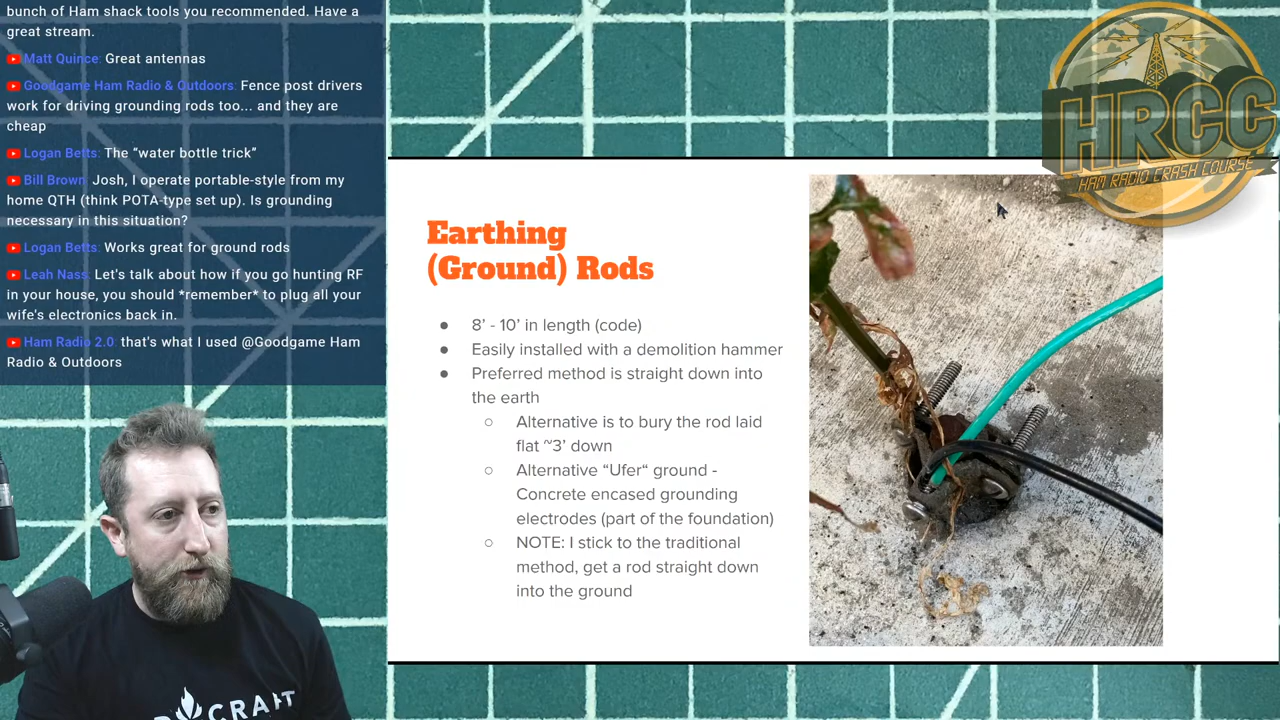 bunch of Ham shack tools you recommended. Have a
great stream.
Matt Quince: Great antennas
Goodgame Ham Radio & Outdoors: Fence post drivers
work for driving grounding rods too... and they are
cheap
Logan Betts: The “water bottle trick”
Bill Brown: Josh, I operate portable-style from my
home QTH (think POTA-type set up). Is grounding
necessary in this situation?
Logan Betts: Works great for ground rods
Leah Nass: Let's talk about how if you go hunting RF
in your house, you should *remember* to plug all your
wife's electronics back in.
Ham Radio 2.0: that's what I used @Goodgame Ham
Radio & Outdoors
HRCC
HAM RADIO CRASH COURSE
Earthing
(Ground) Rods
● 8’ - 10’ in length (code)
● Easily installed with a demolition hammer
● Preferred method is straight down into
the earth
○ Alternative is to bury the rod laid
flat ~3’ down
○ Alternative “Ufer“ ground -
Concrete encased grounding
electrodes (part of the foundation)
○ NOTE: I stick to the traditional
method, get a rod straight down
into the ground
CRAFT